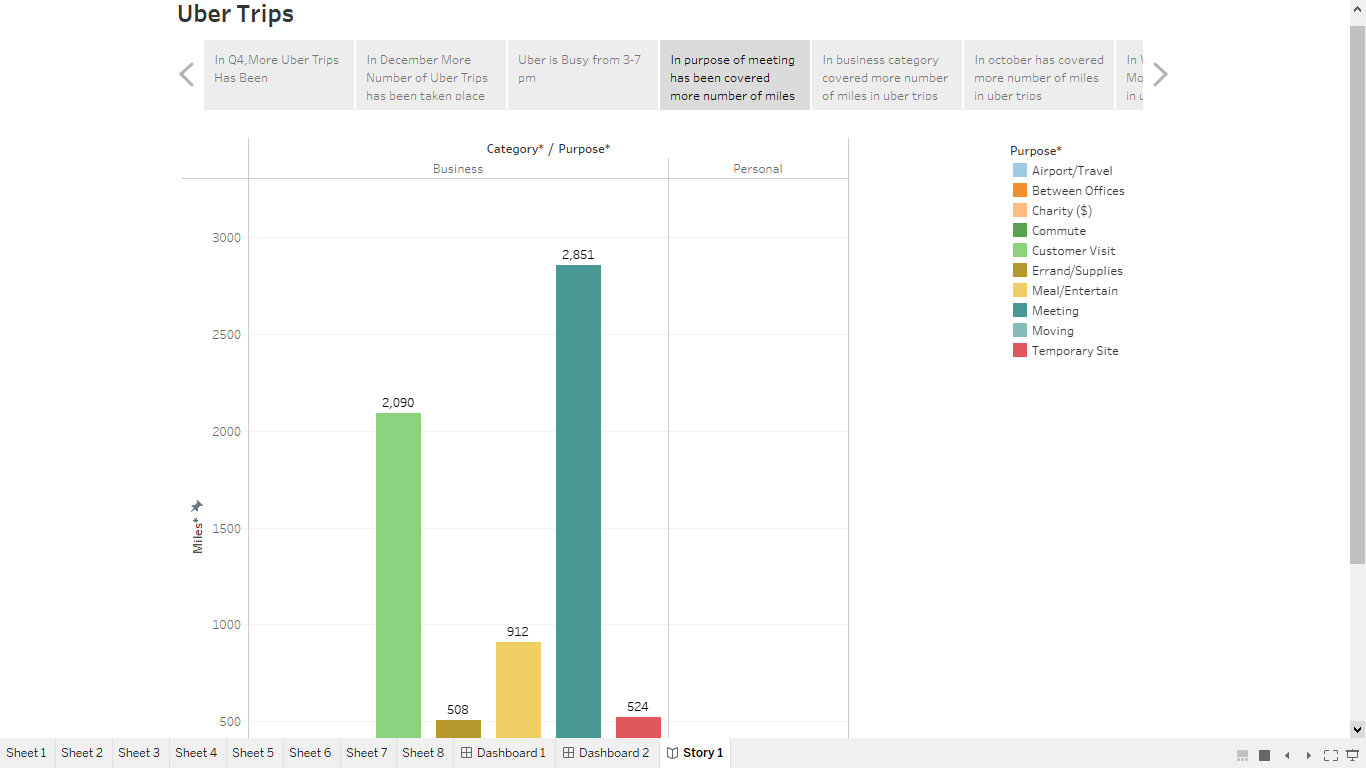 Uber Trips
In Q4,More Uber Trips
Has Been
In December More
Number of Uber Trips
has been taken place
Uber is Busy from 3-7
pm
In purpose of meeting
has been covered
more number of miles
In business category
covered more number
of miles in uber trips
In october has covered
more number of miles
in uber trips
Category* / Purpose*
Business
Personal
3000
2500
2000
1500
1000
500
Miles*
2,090
508
912
2,851
524
Purpose*
Airport/Travel
Between Offices
Charity ($)
Commute
Customer Visit
Errand/Supplies
Meal/Entertain
Meeting
Moving
Temporary Site
Sheet 1
Sheet 2
Sheet 3
Sheet 4
Sheet 5
Sheet 6
Sheet 7
Sheet 8
Dashboard 1
Dashboard 2
Story 1